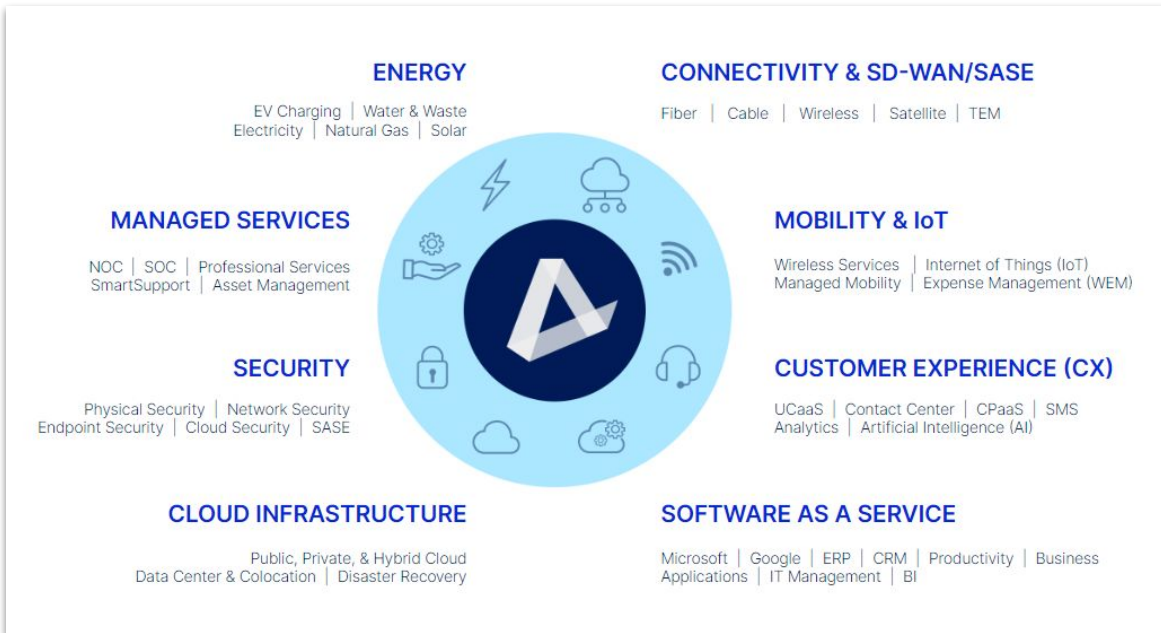 ENERGY
EV Charging | Water & Waste
Electricity | Natural Gas | Solar
CONNECTIVITY & SD-WAN/SASE
Fiber | Cable | Wireless | Satellite | TEM
MANAGED SERVICES
NOC | SOC | Professional Services
SmartSupport | Asset Management
MOBILITY & IoT
Wireless Services | Internet of Things (IoT)
Managed Mobility | Expense Management (WEM)
SECURITY
Physical Security | Network Security
Endpoint Security | Cloud Security | SASE
CUSTOMER EXPERIENCE (CX)
UCaaS | Contact Center | CPaaS | SMS
Analytics | Artificial Intelligence (AI)
CLOUD INFRASTRUCTURE
Public, Private, & Hybrid Cloud
Data Center & Colocation | Disaster Recovery
SOFTWARE AS A SERVICE
Microsoft | Google | ERP | CRM | Productivity | Business
Applications | IT Management | BI